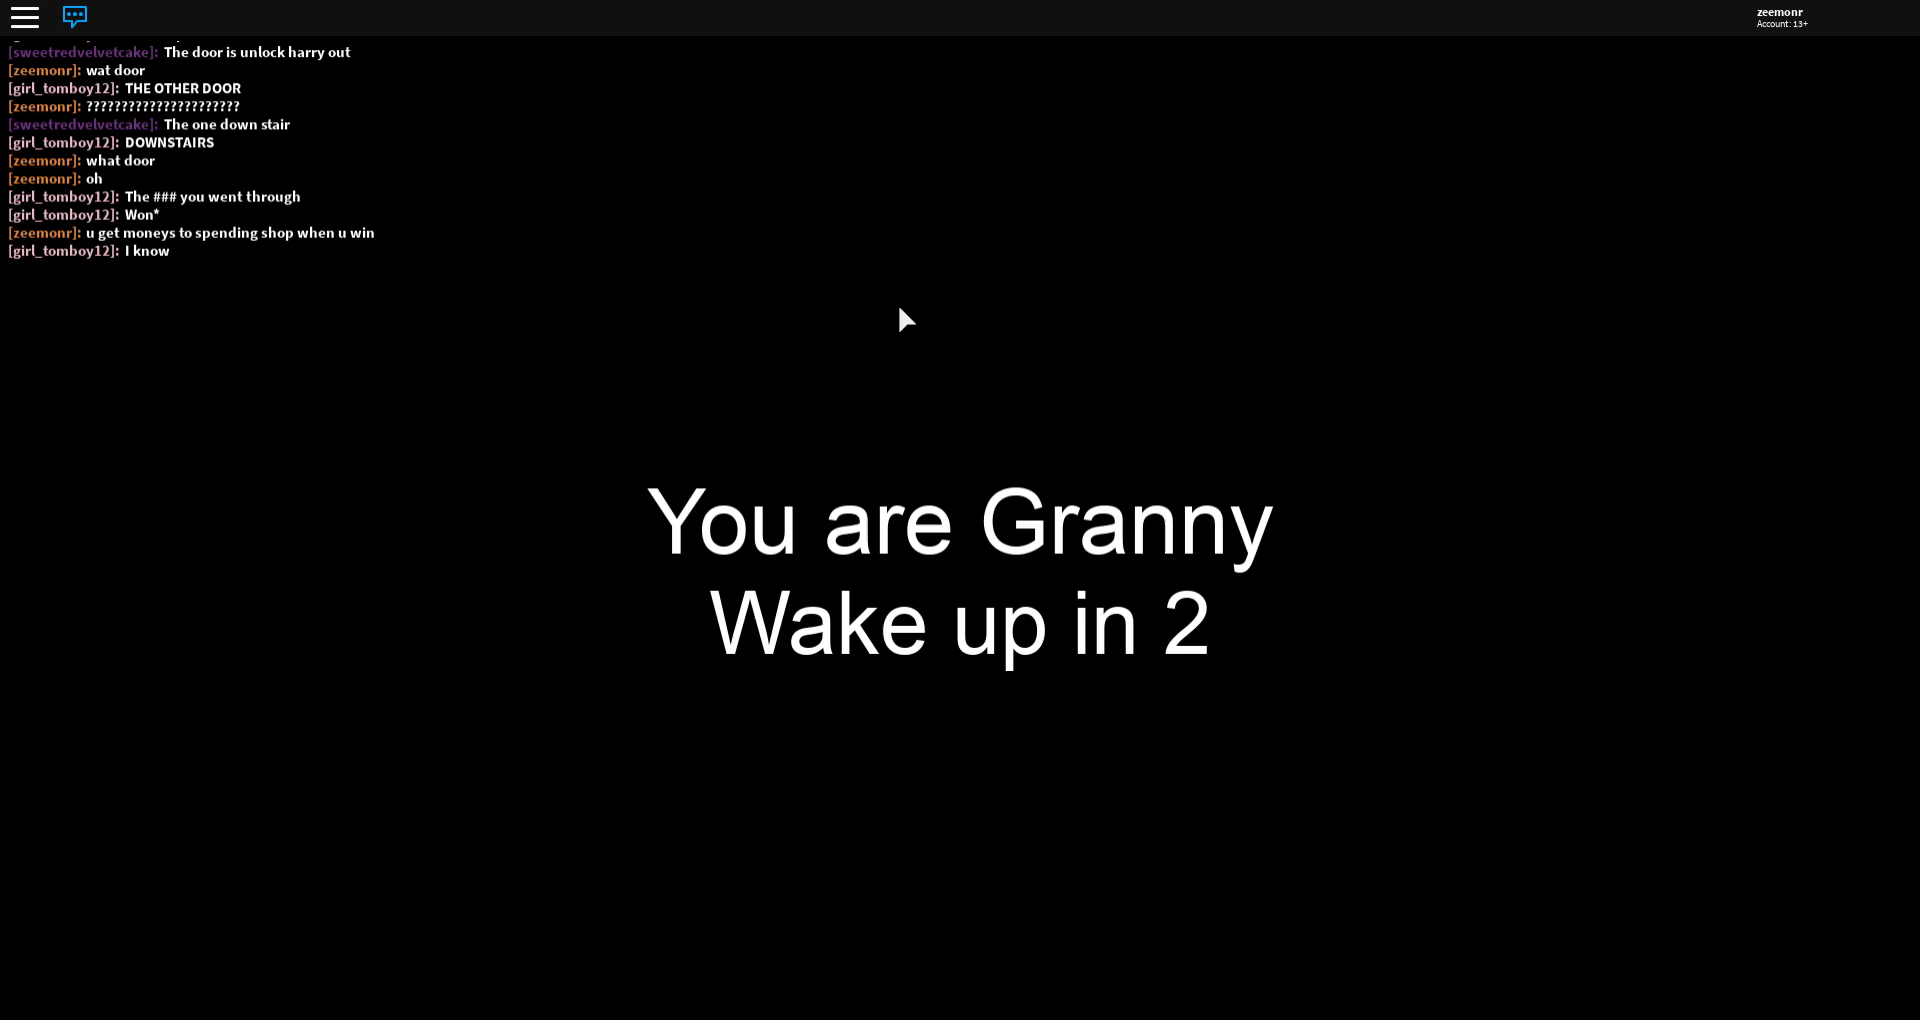 zeemonr
Account: 13+
[sweetredvelvetcake]: The door is unlock harry out
[zeemonr]: wat door
[girl_tomboy12]: THE OTHER DOOR
[zeemonr]: ??????????????????????
[sweetredvelvetcake]: The one down stair
[girl_tomboy12]: DOWNSTAIRS
[zeemonr]: what door
[zeemonr]: oh
[girl_tomboy12]: The ### you went through
[girl_tomboy12]: Won*
[zeemonr]: u get moneys to spending shop when u win
[girl_tomboy12]: I know
You are Granny
Wake up in 2